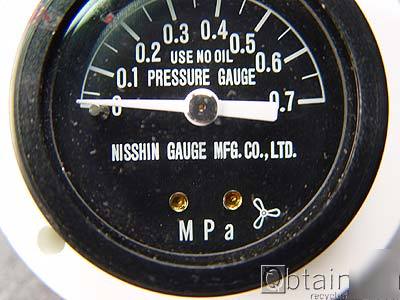 0 0.1 0.2 0.3 0.4 0.5 0.6 0.7
USE NO OIL
PRESSURE GAUGE
NISSHIN GAUGE MFG.CO.,LTD.
MPa
Obtain
recycled